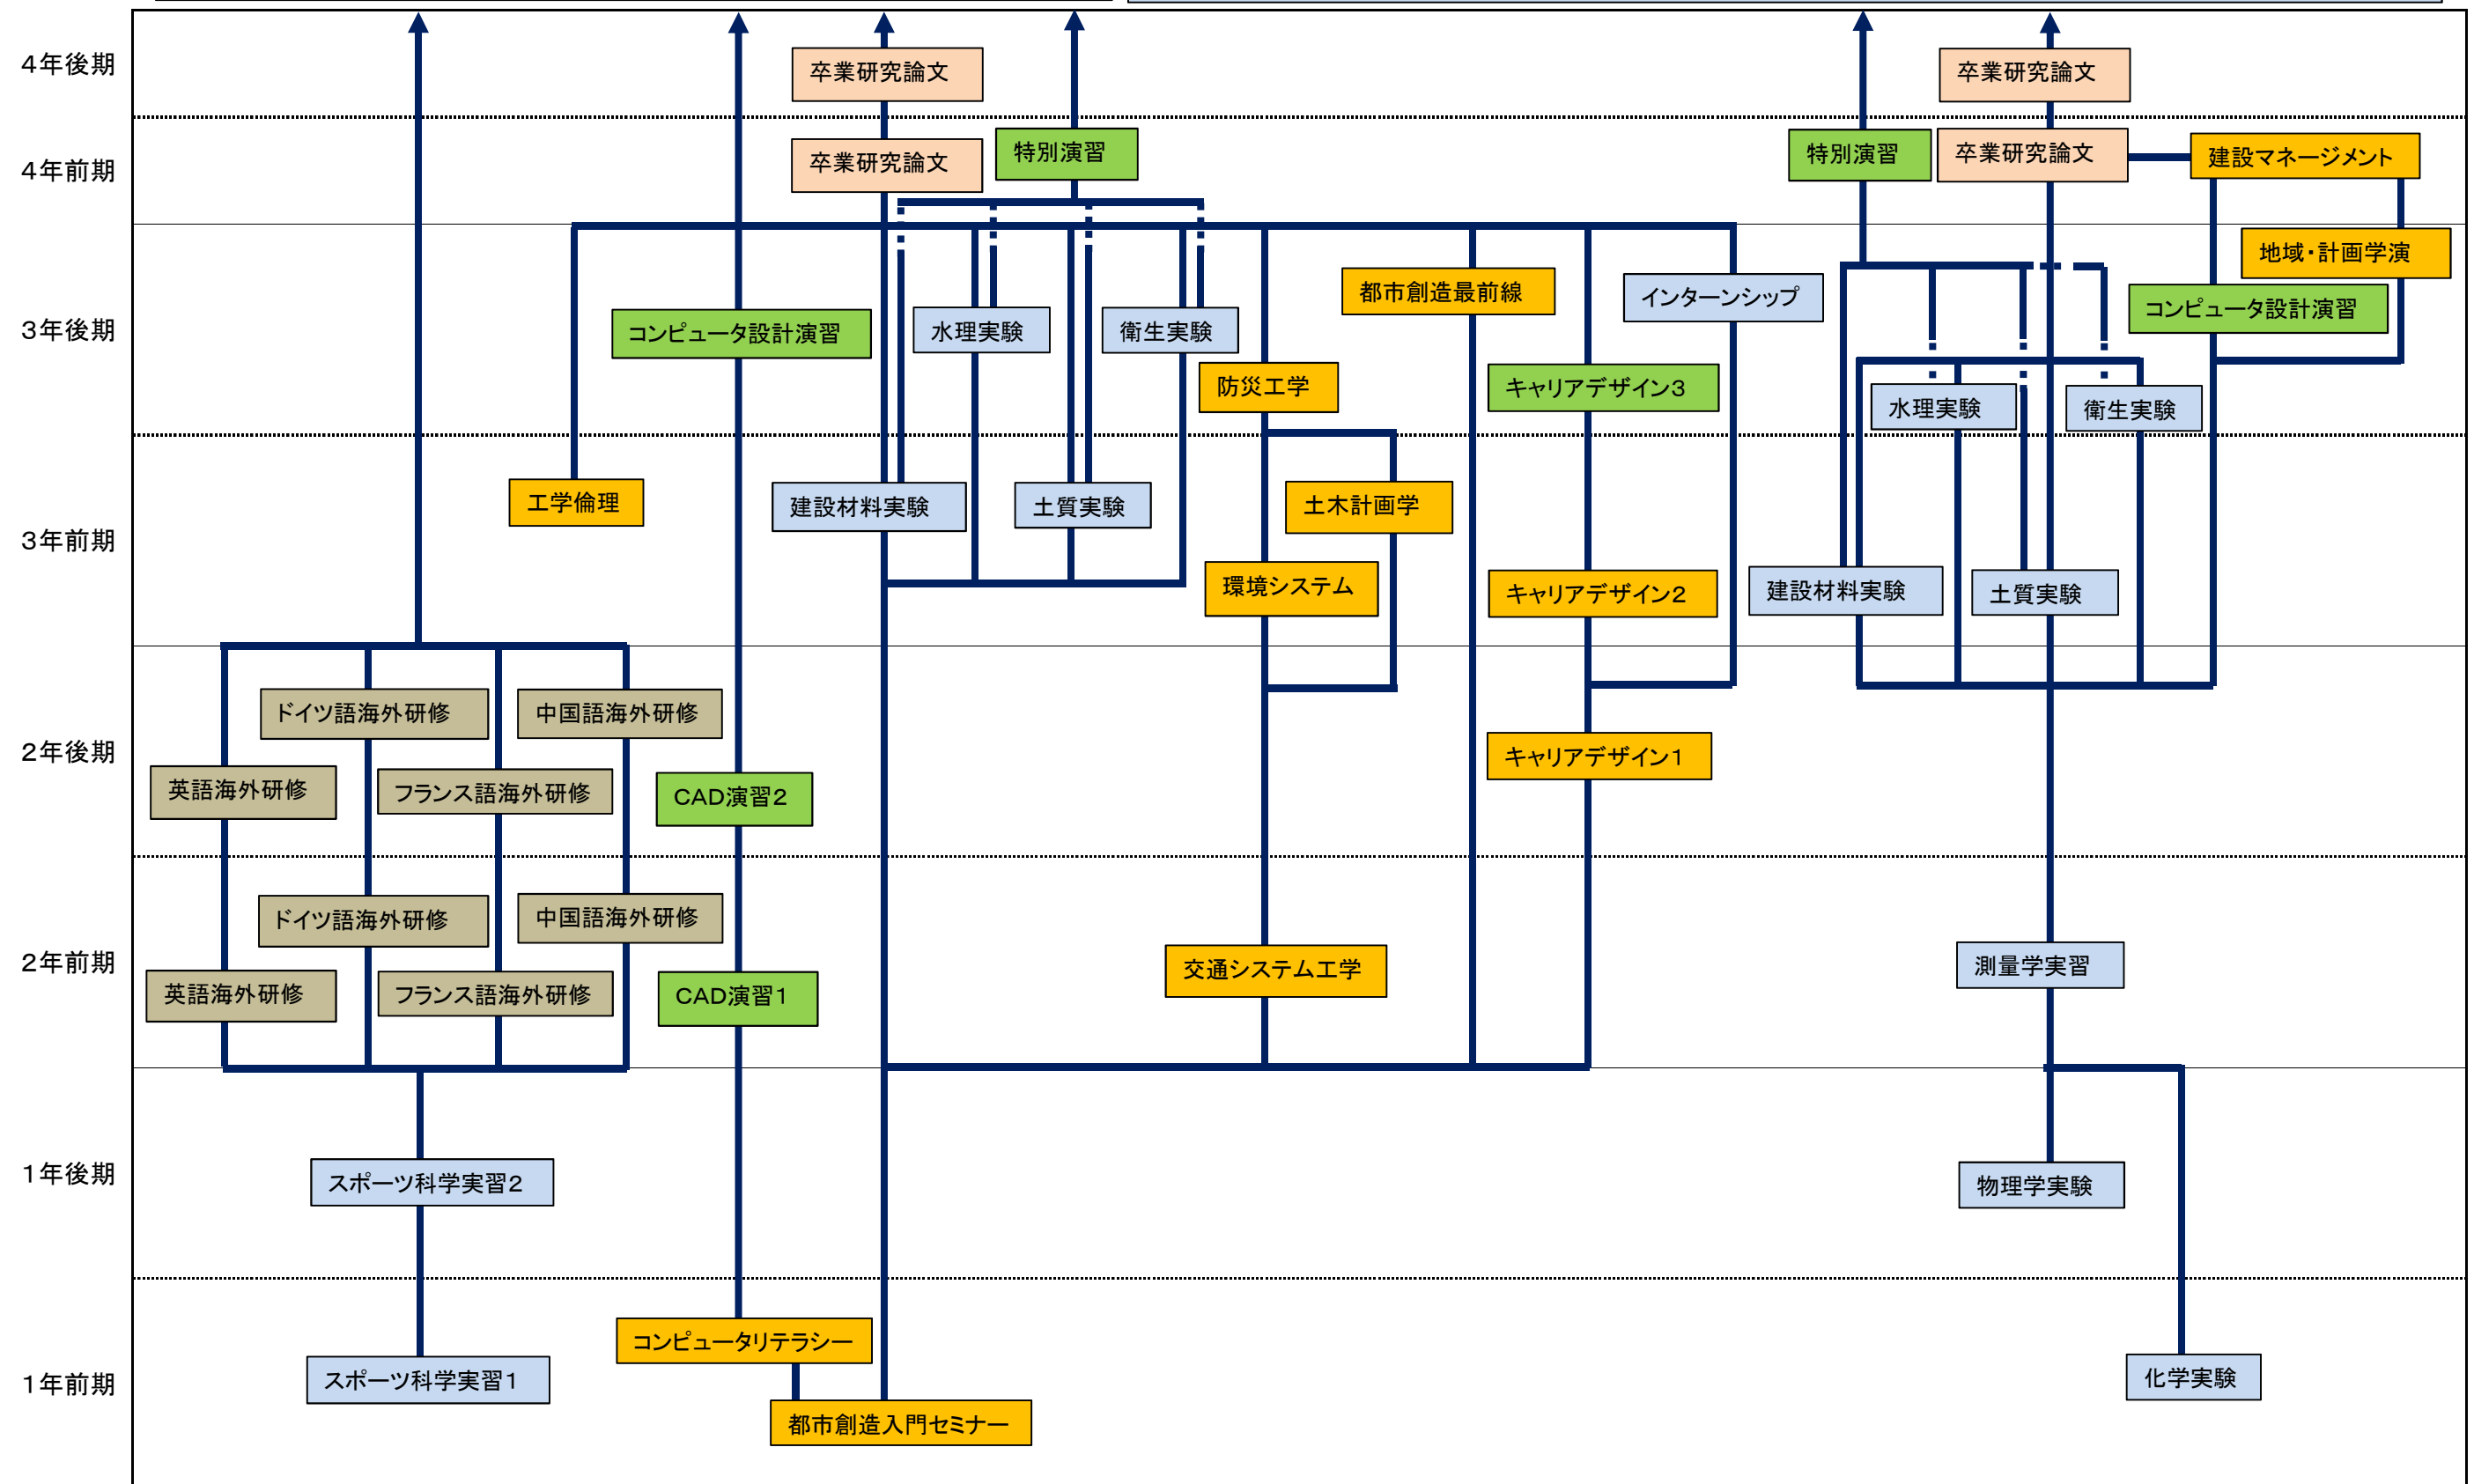 4年後期
卒業研究論文
卒業研究論文
4年前期
卒業研究論文
特別演習
特別演習
卒業研究論文
建設マネージメント
地域・計画学演
都市創造最前線
インターンシップ
3年後期
コンピュータ設計演習
水理実験
衛生実験
コンピュータ設計演習
防災工学
キャリアデザイン3
水理実験
衛生実験
3年前期
工学倫理
建設材料実験
土質実験
土木計画学
環境システム
キャリアデザイン2
建設材料実験
土質実験
2年後期
ドイツ語海外研修
中国語海外研修
キャリアデザイン1
英語海外研修
フランス語海外研修
CAD演習2
2年前期
ドイツ語海外研修
中国語海外研修
交通システム工学
測量学実習
英語海外研修
フランス語海外研修
CAD演習1
1年後期
スポーツ科学実習2
物理学実験
1年前期
コンピュータリテラシー
スポーツ科学実習1
化学実験
都市創造入門セミナー